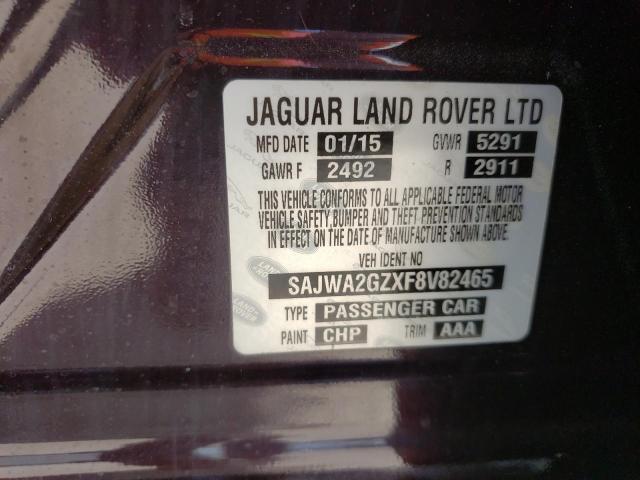 JAGUAR LAND ROVER LTD
MFD DATE 01/15 GVWR 5291
GAWR F 2492 R 2911
THIS VEHICLE CONFORMS TO ALL APPLICABLE FEDERAL MOTOR
VEHICLE SAFETY, BUMPER AND THEFT PREVENTION STANDARDS
IN EFFECT ON THE DATE OF MANUFACTURE SHOWN ABOVE.
VEH IDENT NO
SAJWA2GZXF8V82465
TYPE PASSENGER CAR
PAINT CHP TRIM AAA